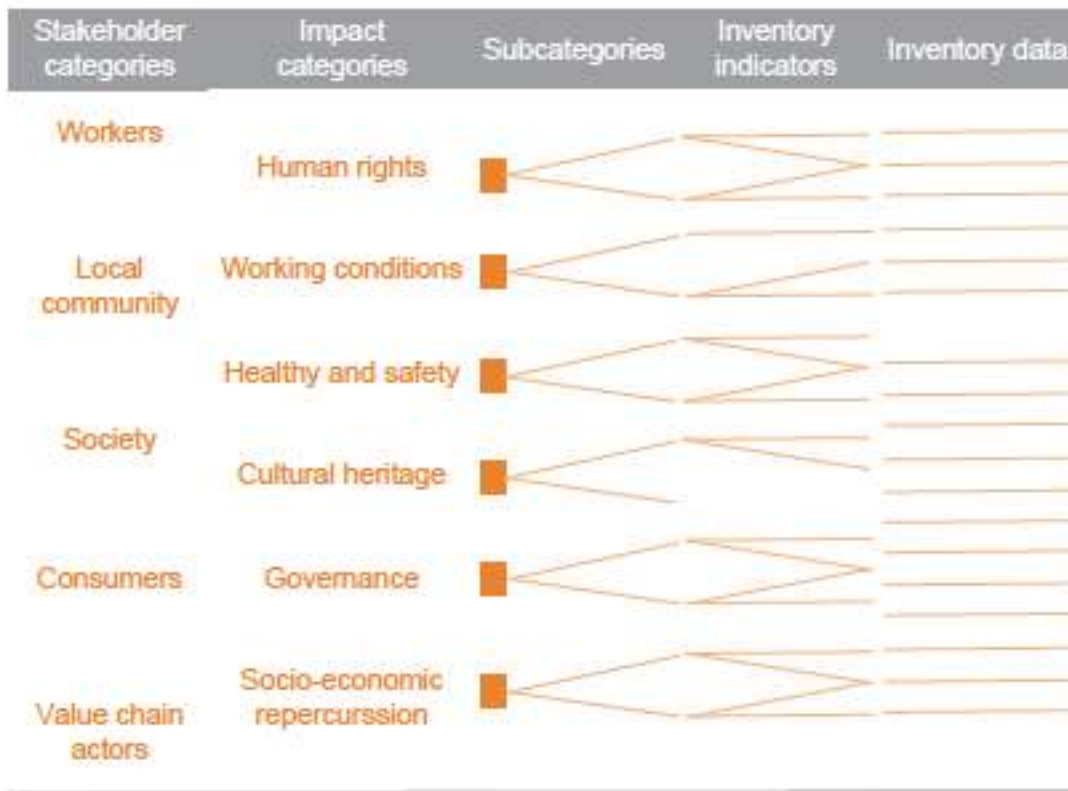 Stakeholder
categories
Impact
categories
Subcategories
Inventory
indicators
Inventory data
Workers
Human rights
Local
community
Working conditions
Healthy and safety
Society
Cultural heritage
Consumers
Governance
Socio-economic
repercurssion
Value chain
actors